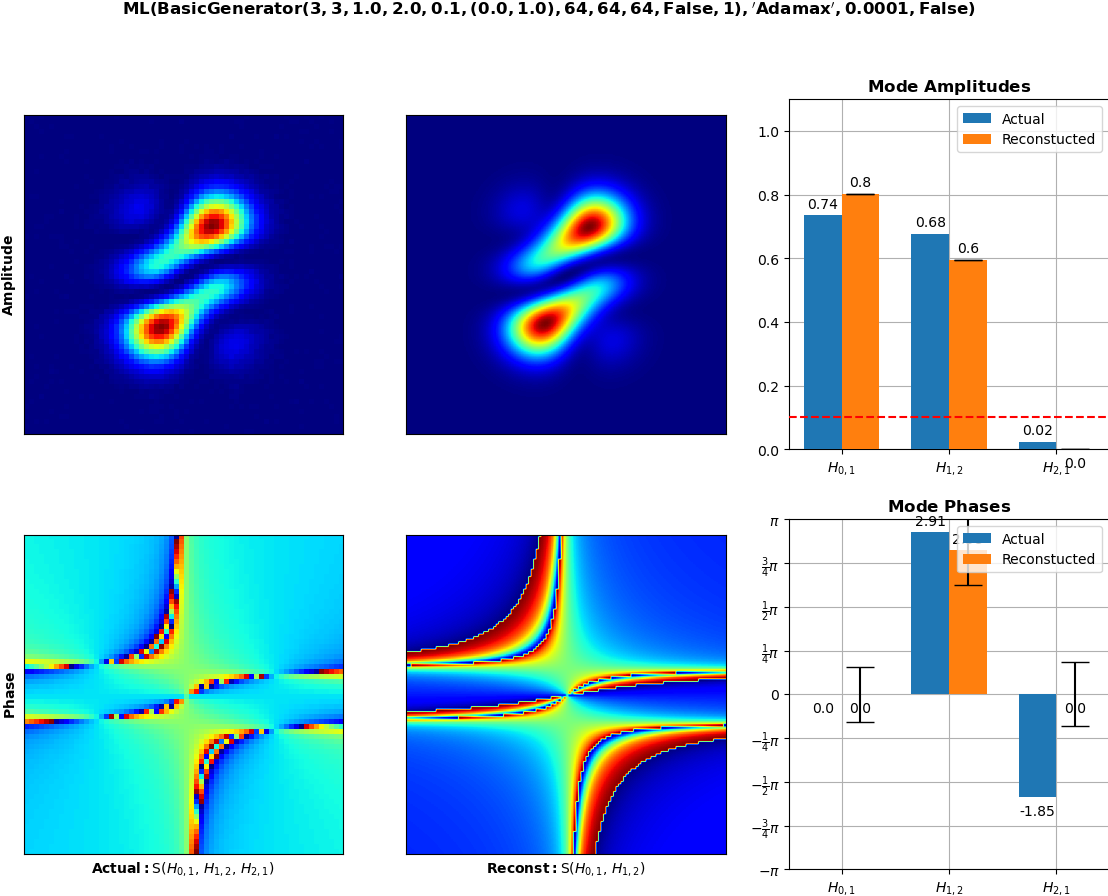 ML(BasicGenerator(3, 3, 1.0, 2.0, 0.1, (0.0, 1.0), 64, 64, 64, False, 1), 'Adamax', 0.0001, False)
Amplitude
Mode Amplitudes
Actual
Reconstucted
1.0
0.8
0.6
0.4
0.2
0.0
0.74
0.8
0.68
0.6
0.02
0.0
H0,1
H1,2
H2,1
Phase
Actual: S(H0,1, H1,2, H2,1)
Reconst: S(H0,1, H1,2)
Mode Phases
Actual
Reconstucted
π
3/4π
1/2π
1/4π
0
−1/4π
−1/2π
−3/4π
−π
0.0
0.0
2.91
-1.85
0.0
H0,1
H1,2
H2,1